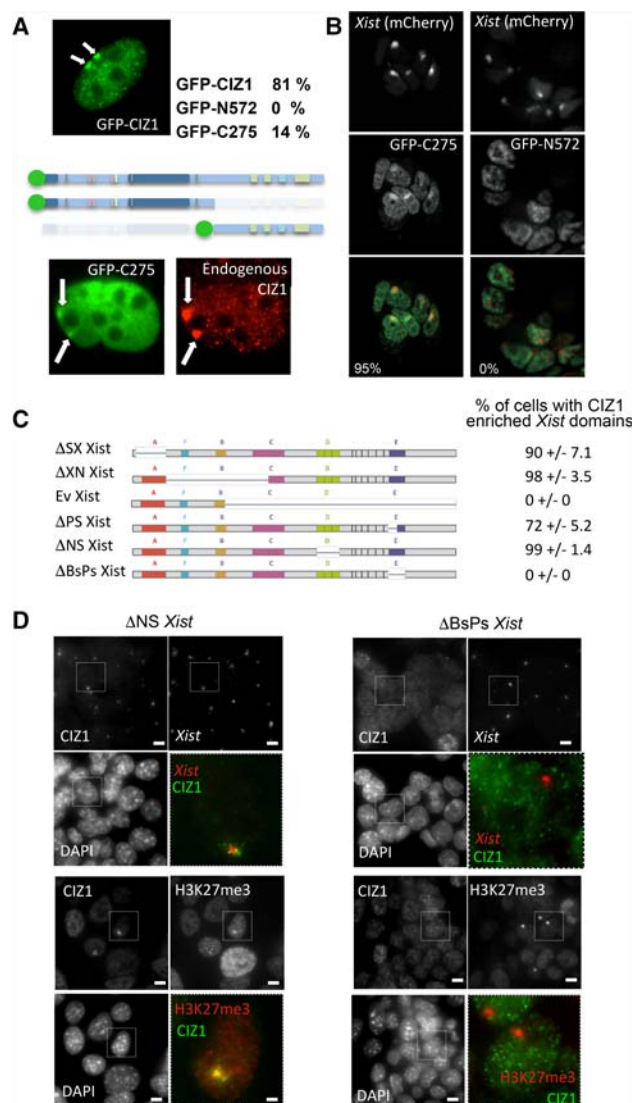 A
GFP-CIZ1
GFP-CIZ1 81 %
GFP-N572 0 %
GFP-C275 14 %
GFP-C275
Endogenous
CIZ1
B
Xist (mCherry)
Xist (mCherry)
GFP-C275
GFP-N572
95%
0%
C
% of cells with CIZ1
enriched Xist domains
A F B C D E
ΔSX Xist 90 +/- 7.1
A F B C D E
ΔXN Xist 98 +/- 3.5
A F B C D E
Ev Xist 0 +/- 0
A F B C D E
ΔPS Xist 72 +/- 5.2
A F B C D E
ΔNS Xist 99 +/- 1.4
A F B C D E
ΔBsPs Xist 0 +/- 0
D
ΔNS Xist
ΔBsPs Xist
CIZ1
Xist
CIZ1
Xist
DAPI
Xist
CIZ1
DAPI
Xist
CIZ1
CIZ1
H3K27me3
CIZ1
H3K27me3
DAPI
H3K27me3
CIZ1
DAPI
H3K27me3
CIZ1